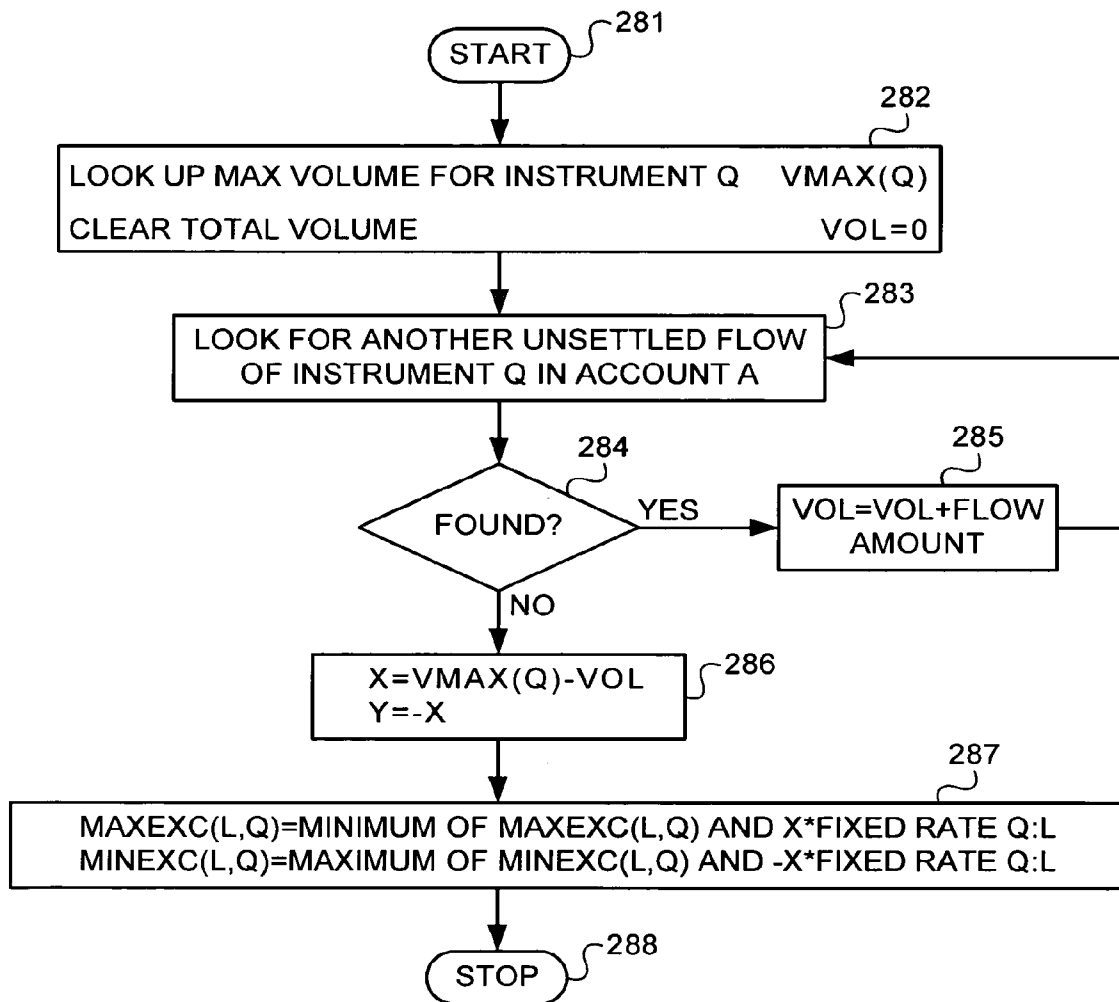 START
281
282
LOOK UP MAX VOLUME FOR INSTRUMENT Q VMAX(Q)
CLEAR TOTAL VOLUME VOL=0
283
LOOK FOR ANOTHER UNSETTLED FLOW
OF INSTRUMENT Q IN ACCOUNT A
284
FOUND?
YES
285
VOL=VOL+FLOW
AMOUNT
NO
X=VMAX(Q)-VOL
Y=-X
286
287
MAXEXC(L,Q)=MINIMUM OF MAXEXC(L,Q) AND X*FIXED RATE Q:L
MINEXC(L,Q)=MAXIMUM OF MINEXC(L,Q) AND -X*FIXED RATE Q:L
STOP
288